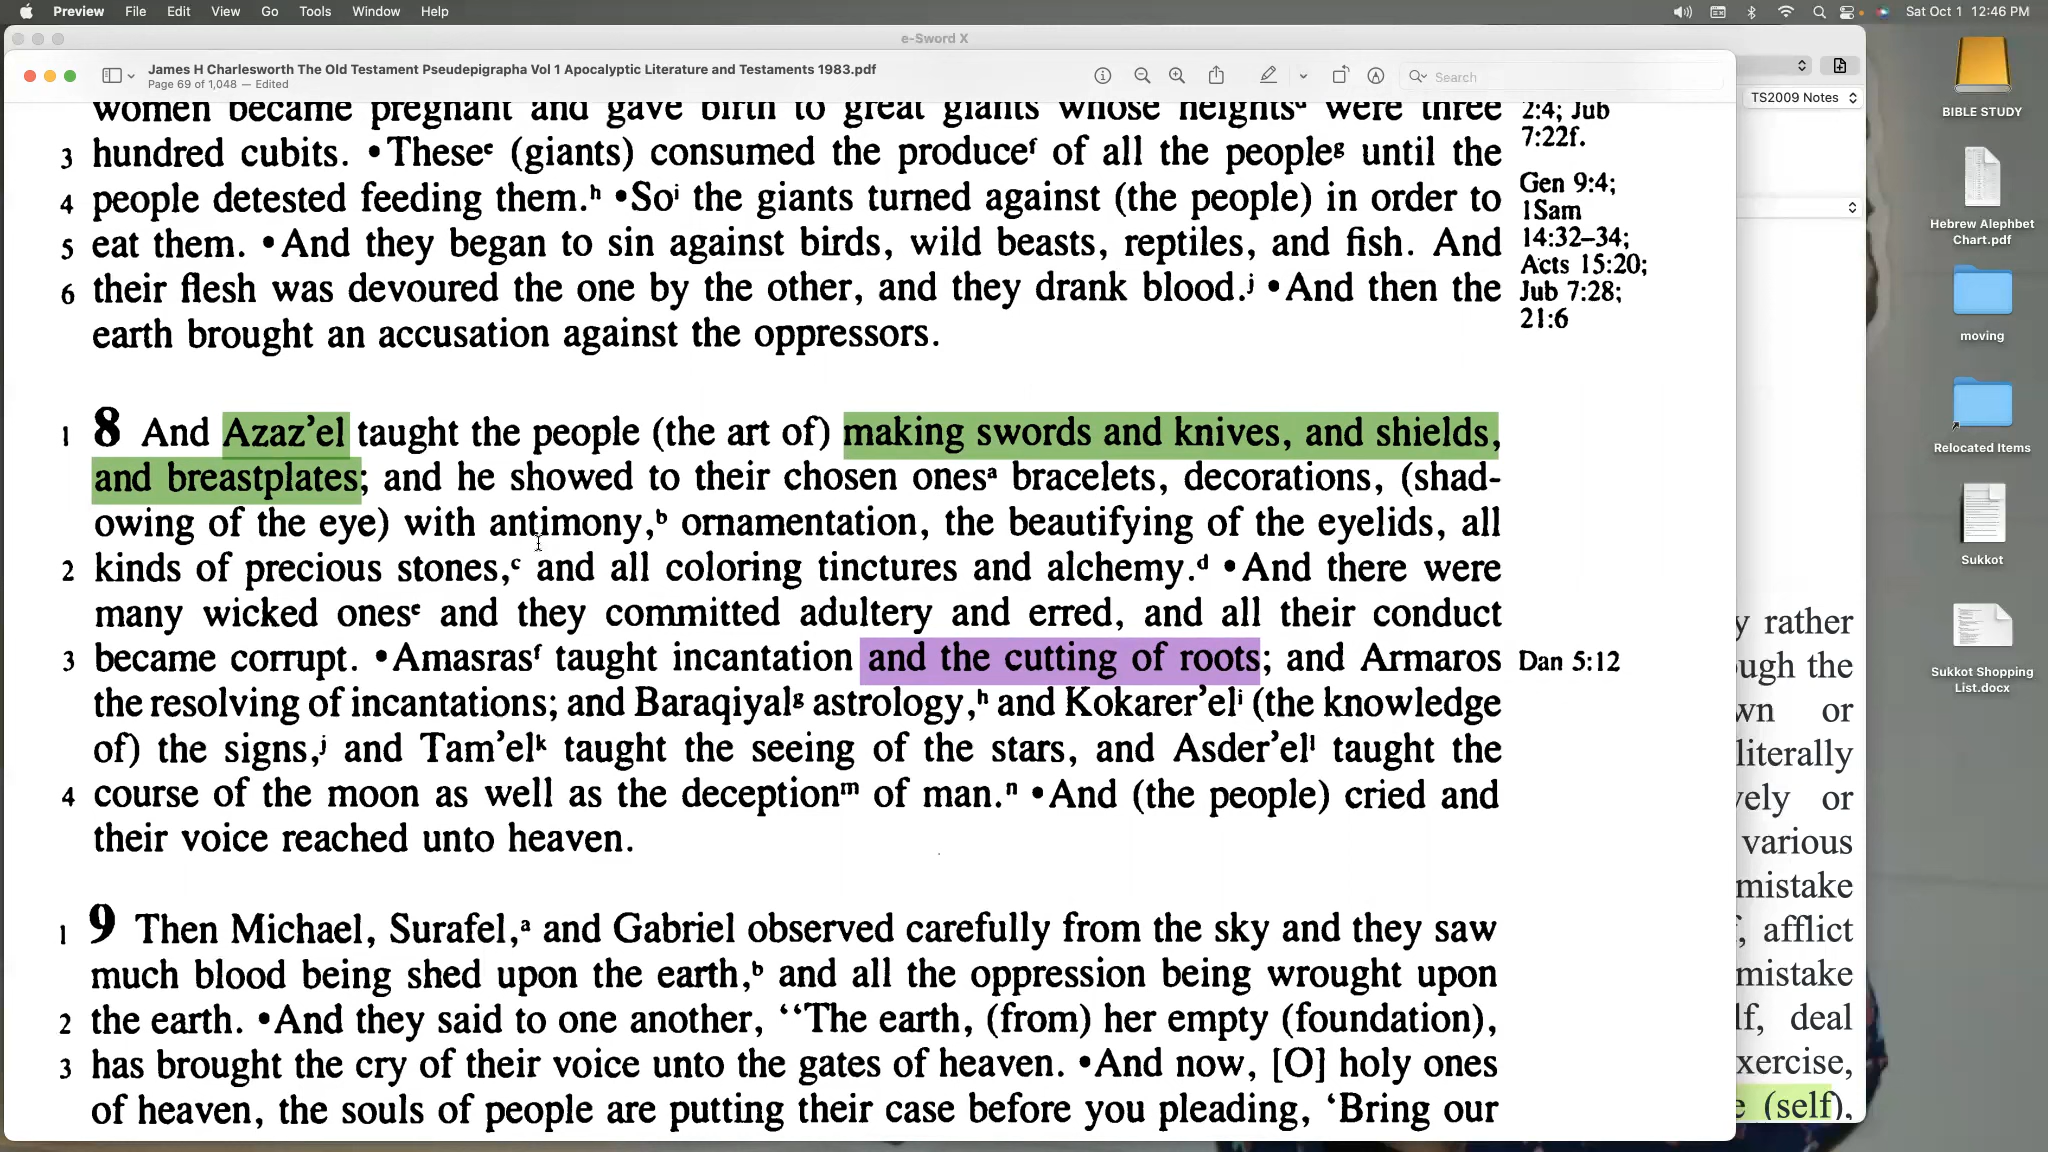 Preview File Edit View Go Tools Window Help Sat Oct 1 12:46 PM
e-Sword X
James H Charlesworth The Old Testament Pseudepigrapha Vol 1 Apocalyptic Literature and Testaments 1983.pdf
Page 69 of 1,048 — Edited
Search
TS2009 Notes
women became pregnant and gave birth to great giants whose heightsᵈ were three
3 hundred cubits. •Theseᵉ (giants) consumed the produceᶠ of all the peopleᵍ until the
4 people detested feeding them.ʰ •Soⁱ the giants turned against (the people) in order to
5 eat them. •And they began to sin against birds, wild beasts, reptiles, and fish. And
6 their flesh was devoured the one by the other, and they drank blood.ʲ •And then the
earth brought an accusation against the oppressors.
2:4; Jub
7:22f.
Gen 9:4;
1Sam
14:32–34;
Acts 15:20;
Jub 7:28;
21:6
1 8 And Azaz’el taught the people (the art of) making swords and knives, and shields,
and breastplates; and he showed to their chosen onesᵃ bracelets, decorations, (shad-
owing of the eye) with antimony,ᵇ ornamentation, the beautifying of the eyelids, all
2 kinds of precious stones,ᶜ and all coloring tinctures and alchemy.ᵈ •And there were
many wicked onesᵉ and they committed adultery and erred, and all their conduct
3 became corrupt. •Amasrasᶠ taught incantation and the cutting of roots; and Armaros
the resolving of incantations; and Baraqiyalᵍ astrology,ʰ and Kokarer’elⁱ (the knowledge
of) the signs,ʲ and Tam’elᵏ taught the seeing of the stars, and Asder’elˡ taught the
4 course of the moon as well as the deceptionᵐ of man.ⁿ •And (the people) cried and
their voice reached unto heaven.
Dan 5:12
1 9 Then Michael, Surafel,ᵃ and Gabriel observed carefully from the sky and they saw
much blood being shed upon the earth,ᵇ and all the oppression being wrought upon
2 the earth. •And they said to one another, ‘‘The earth, (from) her empty (foundation),
3 has brought the cry of their voice unto the gates of heaven. •And now, [O] holy ones
of heaven, the souls of people are putting their case before you pleading, ‘Bring our
y rather
ough the
wn or
literally
vely or
various
mistake
f, afflict
mistake
lf, deal
exercise,
e (self),
BIBLE STUDY
Hebrew Alephbet
Chart.pdf
moving
Relocated Items
Sukkot
Sukkot Shopping
List.docx